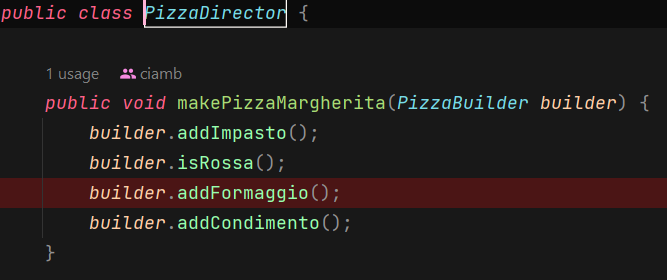 public class PizzaDirector {
1 usage ciamb
public void makePizzaMargherita(PizzaBuilder builder) {
builder.addImpasto();
builder.isRossa();
builder.addFormaggio();
builder.addCondimento();
}